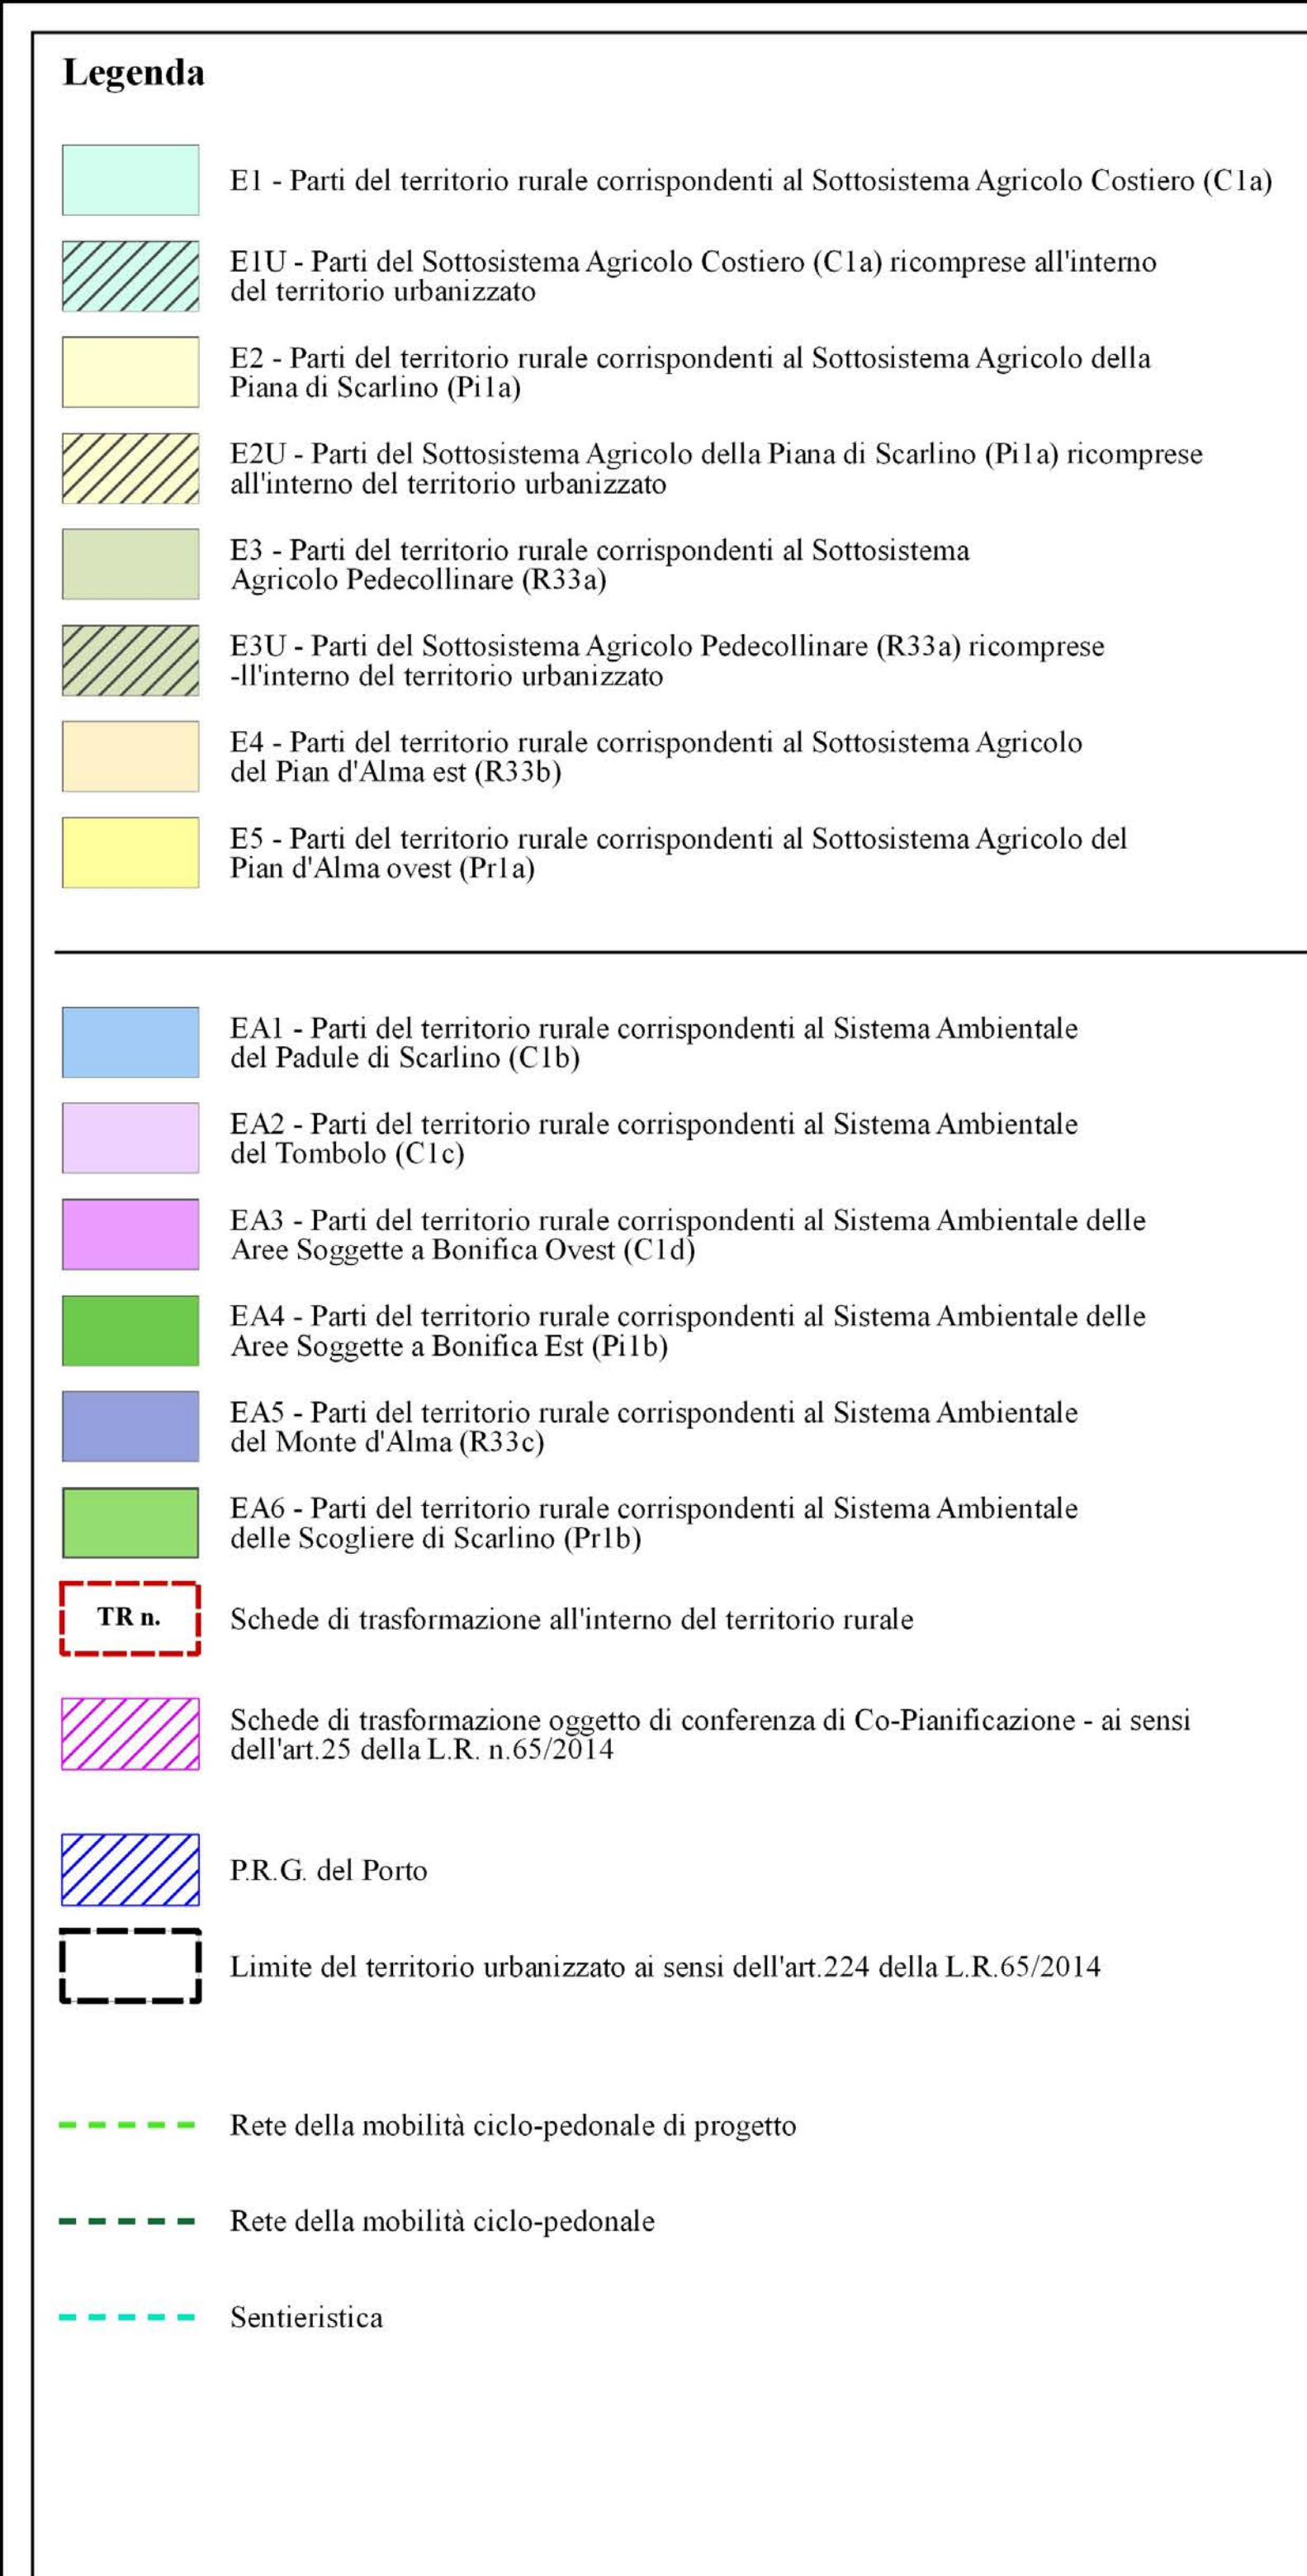 Legenda
E1 - Parti del territorio rurale corrispondenti al Sottosistema Agricolo Costiero (C1a)
E1U - Parti del Sottosistema Agricolo Costiero (C1a) ricomprese all'interno
del territorio urbanizzato
E2 - Parti del territorio rurale corrispondenti al Sottosistema Agricolo della
Piana di Scarlino (Pi1a)
E2U - Parti del Sottosistema Agricolo della Piana di Scarlino (Pi1a) ricomprese
all'interno del territorio urbanizzato
E3 - Parti del territorio rurale corrispondenti al Sottosistema
Agricolo Pedecollinare (R33a)
E3U - Parti del Sottosistema Agricolo Pedecollinare (R33a) ricomprese
-ll'interno del territorio urbanizzato
E4 - Parti del territorio rurale corrispondenti al Sottosistema Agricolo
del Pian d'Alma est (R33b)
E5 - Parti del territorio rurale corrispondenti al Sottosistema Agricolo del
Pian d'Alma ovest (Pr1a)
EA1 - Parti del territorio rurale corrispondenti al Sistema Ambientale
del Padule di Scarlino (C1b)
EA2 - Parti del territorio rurale corrispondenti al Sistema Ambientale
del Tombolo (C1c)
EA3 - Parti del territorio rurale corrispondenti al Sistema Ambientale delle
Aree Soggette a Bonifica Ovest (C1d)
EA4 - Parti del territorio rurale corrispondenti al Sistema Ambientale delle
Aree Soggette a Bonifica Est (Pi1b)
EA5 - Parti del territorio rurale corrispondenti al Sistema Ambientale
del Monte d'Alma (R33c)
EA6 - Parti del territorio rurale corrispondenti al Sistema Ambientale
delle Scogliere di Scarlino (Pr1b)
TR n. Schede di trasformazione all'interno del territorio rurale
Schede di trasformazione oggetto di conferenza di Co-Pianificazione - ai sensi
dell'art.25 della L.R. n.65/2014
P.R.G. del Porto
Limite del territorio urbanizzato ai sensi dell'art.224 della L.R.65/2014
Rete della mobilità ciclo-pedonale di progetto
Rete della mobilità ciclo-pedonale
Sentieristica